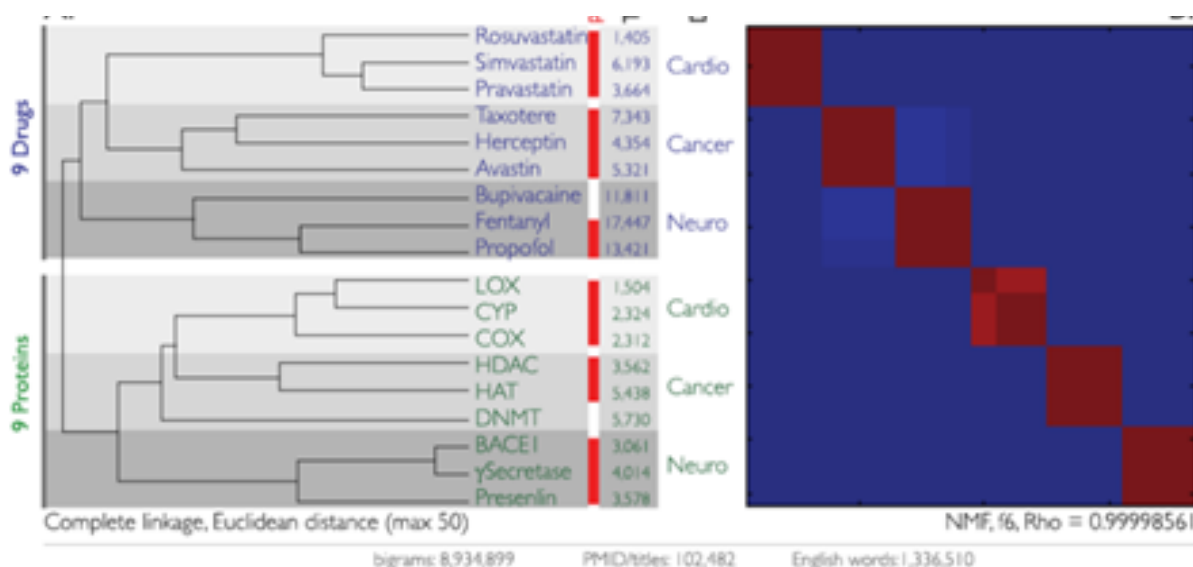 9 Drugs
Rosuvastatin 1,405
Simvastatin 6,193 Cardio
Pravastatin 3,664
Taxotere 7,343
Herceptin 4,354 Cancer
Avastin 5,321
Bupivacaine 11,811
Fentanyl 17,447 Neuro
Propofol 13,421
9 Proteins
LOX 1,504
CYP 2,324 Cardio
COX 2,312
HDAC 3,562
HAT 5,438 Cancer
DNMT 5,730
BACE1 3,061
γSecretase 4,014 Neuro
Presenlin 3,578
Complete linkage, Euclidean distance (max 50) NMF, f6, Rho = 0.99998561
bigrams: 8,934,899 PMID/titles: 102,482 English words:1,336,510